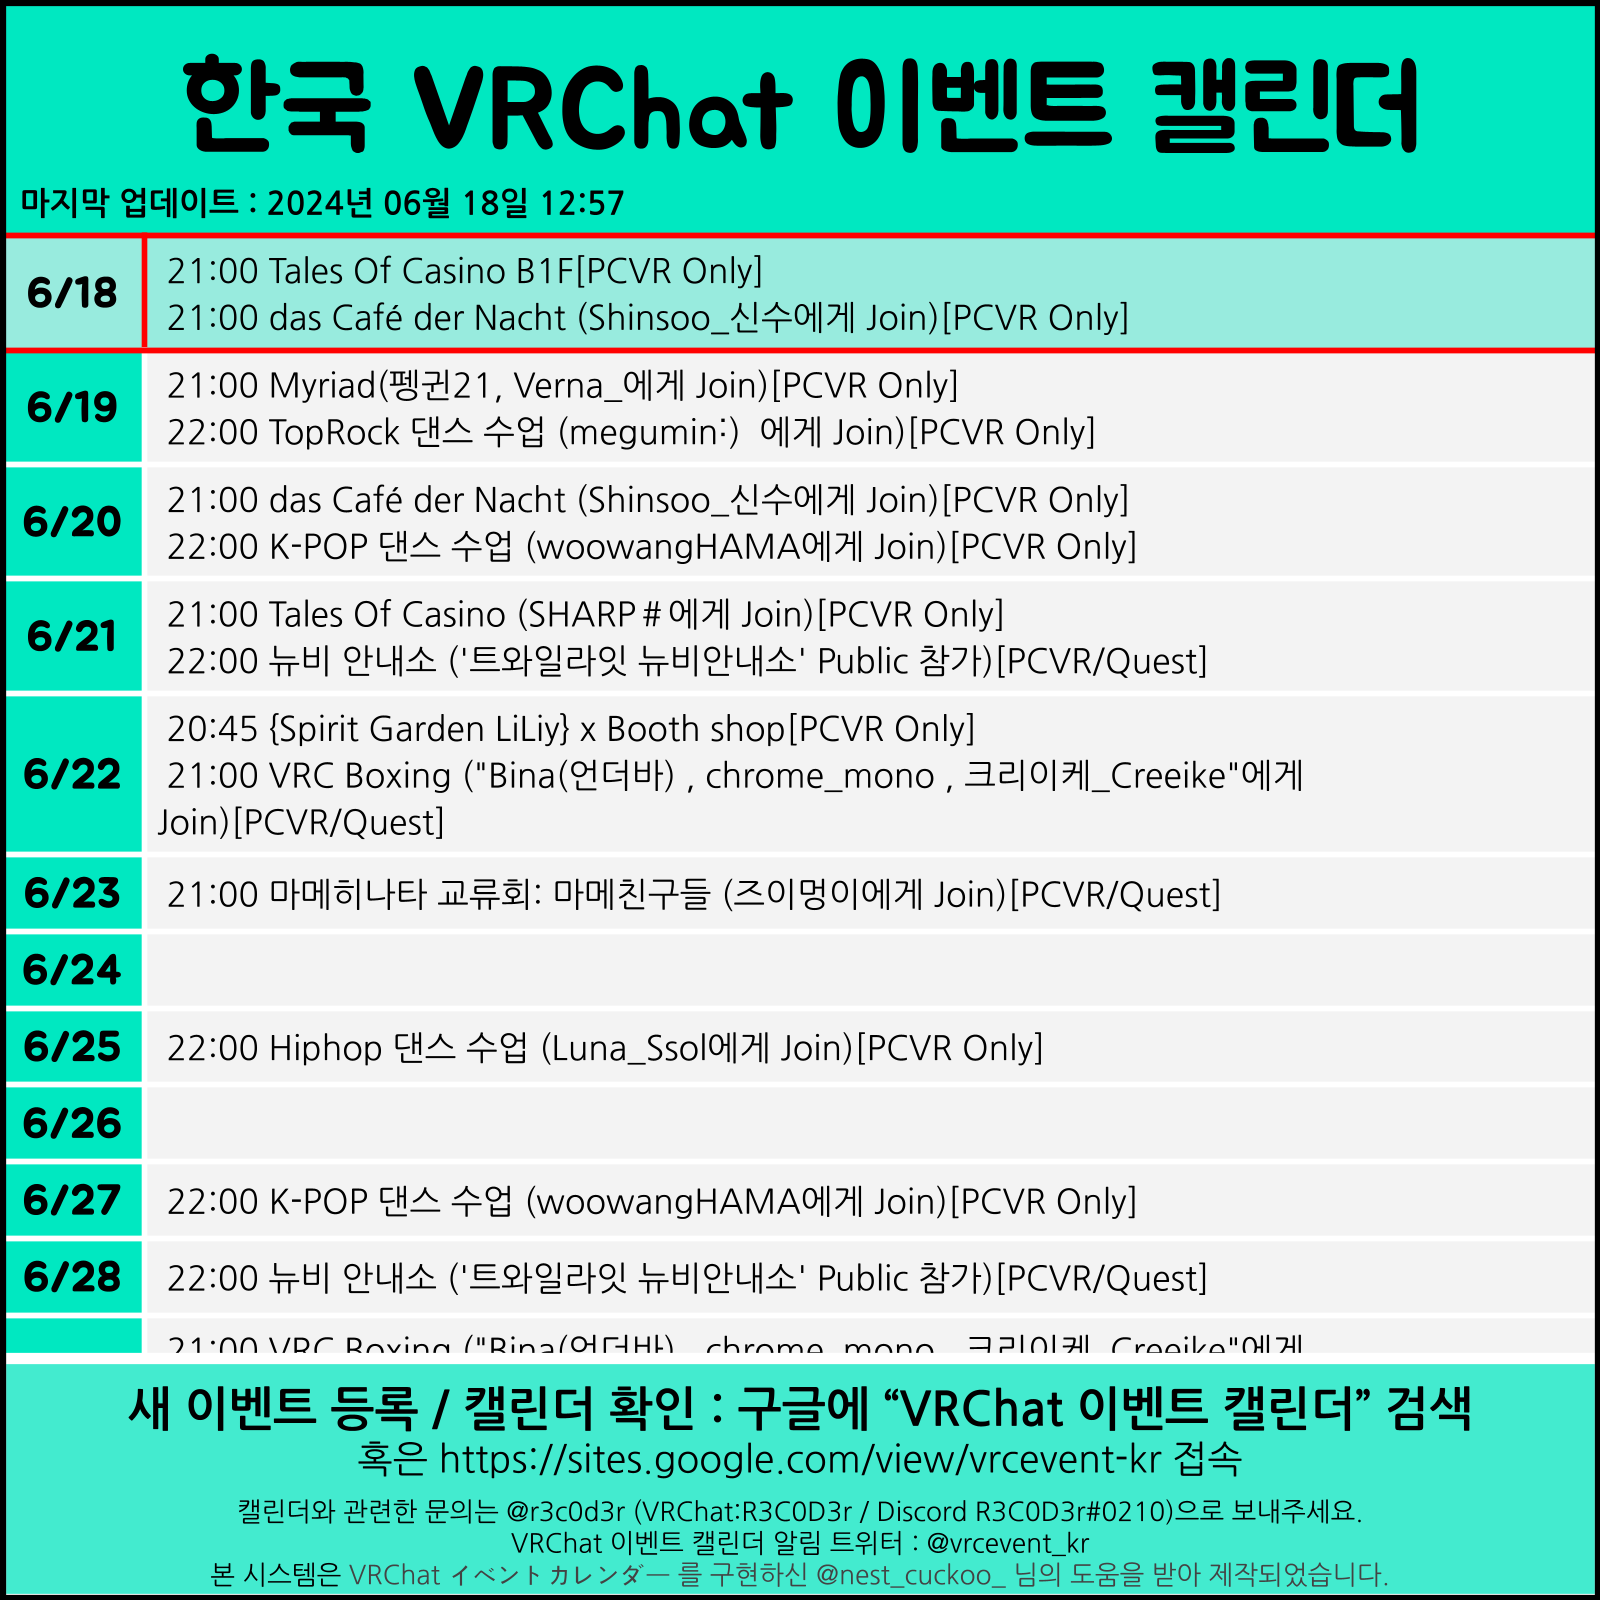 한국 VRChat 이벤트 캘린더
마지막 업데이트 : 2024년 06월 18일 12:57
6/18
21:00 Tales Of Casino B1F[PCVR Only]
21:00 das Café der Nacht (Shinsoo_신수에게 Join)[PCVR Only]
6/19
21:00 Myriad(펭귄21, Verna_에게 Join)[PCVR Only]
22:00 TopRock 댄스 수업 (megumin:)  에게 Join)[PCVR Only]
6/20
21:00 das Café der Nacht (Shinsoo_신수에게 Join)[PCVR Only]
22:00 K-POP 댄스 수업 (woowangHAMA에게 Join)[PCVR Only]
6/21
21:00 Tales Of Casino (SHARP＃에게 Join)[PCVR Only]
22:00 뉴비 안내소 ('트와일라잇 뉴비안내소' Public 참가)[PCVR/Quest]
6/22
20:45 {Spirit Garden LiLiy} x Booth shop[PCVR Only]
21:00 VRC Boxing ("Bina(언더바) , chrome_mono , 크리이케_Creeike"에게
Join)[PCVR/Quest]
6/23
21:00 마메히나타 교류회: 마메친구들 (즈이멍이에게 Join)[PCVR/Quest]
6/24
6/25
22:00 Hiphop 댄스 수업 (Luna_Ssol에게 Join)[PCVR Only]
6/26
6/27
22:00 K-POP 댄스 수업 (woowangHAMA에게 Join)[PCVR Only]
6/28
22:00 뉴비 안내소 ('트와일라잇 뉴비안내소' Public 참가)[PCVR/Quest]
21:00 VRC Boxing ("Bina(언더바) , chrome_mono , 크리이케_Creeike"에게
새 이벤트 등록 / 캘린더 확인 : 구글에 “VRChat 이벤트 캘린더” 검색
혹은 https://sites.google.com/view/vrcevent-kr 접속
캘린더와 관련한 문의는 @r3c0d3r (VRChat:R3C0D3r / Discord R3C0D3r#0210)으로 보내주세요.
VRChat 이벤트 캘린더 알림 트위터 : @vrcevent_kr
본 시스템은 VRChat イベントカレンダー 를 구현하신 @nest_cuckoo_ 님의 도움을 받아 제작되었습니다.